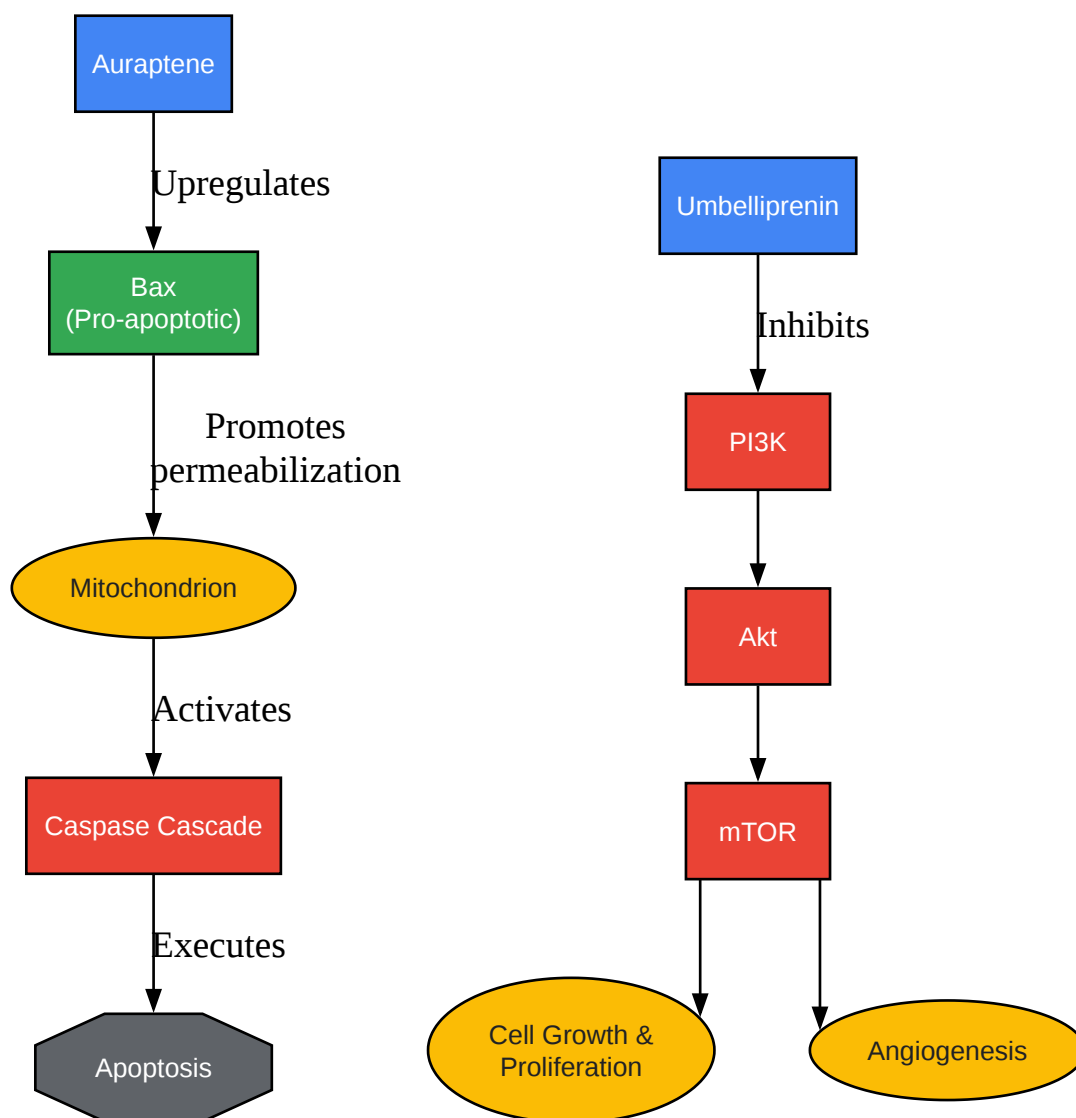 Auraptene
Upregulates
Bax
(Pro-apoptotic)
Promotes
permeabilization
Mitochondrion
Activates
Caspase Cascade
Executes
Apoptosis
Umbelliprenin
Inhibits
PI3K
Akt
mTOR
Cell Growth &
Proliferation
Angiogenesis